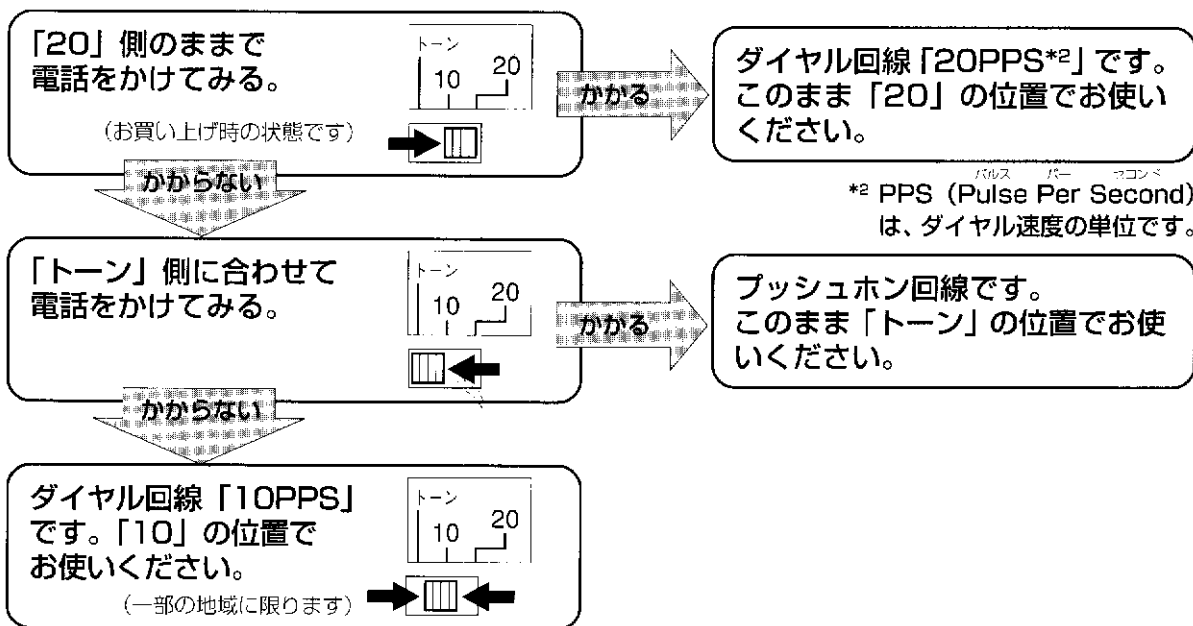 「20」側のままで
電話をかけてみる。
(お買い上げ時の状態です)
トーン
10
20
かかる
ダイヤル回線「20PPS*2」です。
このまま「20」の位置でお使い
ください。
パルス パー セコンド
*2 PPS (Pulse Per Second)
は、ダイヤル速度の単位です。
かからない
「トーン」側に合わせて
電話をかけてみる。
トーン
10
20
かかる
プッシュホン回線です。
このまま「トーン」の位置でお使
いください。
かからない
ダイヤル回線「10PPS」
です。「10」の位置で
お使いください。
(一部の地域に限ります)
トーン
10
20